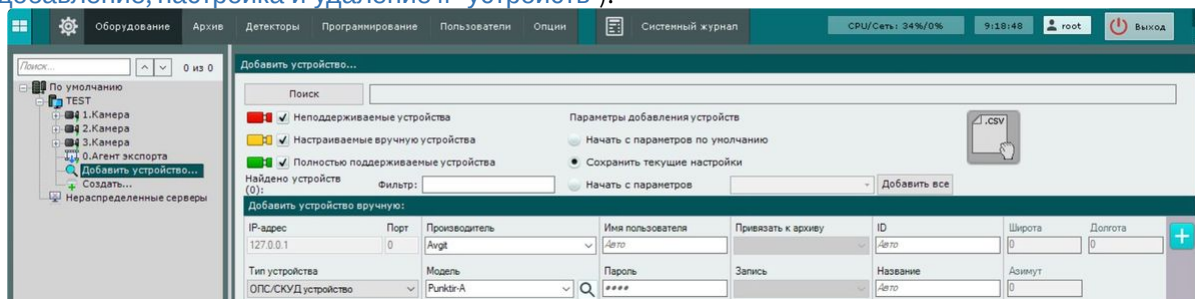 добавление, настройка и удаление IP-устройств").
Оборудование Архив Детекторы Программирование Пользователи Опции Системный журнал CPU/Сеть: 34%/0% 9:18:48 root Выход
Поиск... 0 из 0
По умолчанию
TEST
1.Камера
2.Камера
3.Камера
0.Агент экспорта
Добавить устройство...
Создать...
Нераспределенные серверы
Добавить устройство...
Поиск
Неподдерживаемые устройства
Настраиваемые вручную устройства
Полностью поддерживаемые устройства
Параметры добавления устройств
Начать с параметров по умолчанию
Сохранить текущие настройки
Начать с параметров
Добавить все
.CSV
Найдено устройств (0): Фильтр:
Добавить устройство вручную:
IP-адрес Порт Производитель Имя пользователя Привязать к архиву ID Широта Долгота
127.0.0.1 0 Avgit Авто Авто 0 0
Тип устройства Модель Пароль Запись Название Азимут
ОПС/СКУД устройство Punktir-A **** Авто 0